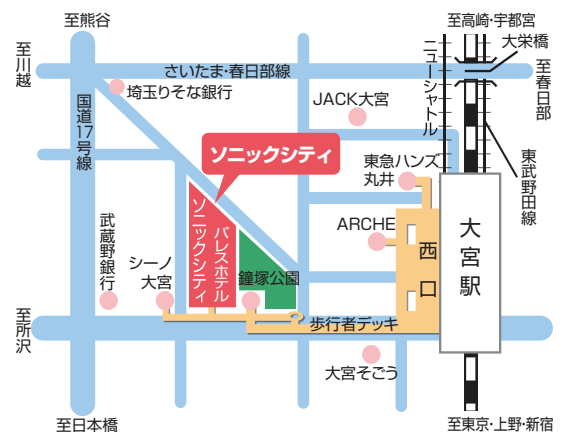 至熊谷
至高崎・宇都宮
大栄橋
至川越
さいたま・春日部線
ニューシャトル
至春日部
埼玉りそな銀行
国道17号線
JACK大宮
ソニックシティ
東急ハンズ
丸井
東武野田線
ARCHE
大宮駅
西口
ソニックシティ
パレスホテル
鐘塚公園
武蔵野銀行
シーノ
大宮
至所沢
歩行者デッキ
大宮そごう
至日本橋
至東京・上野・新宿